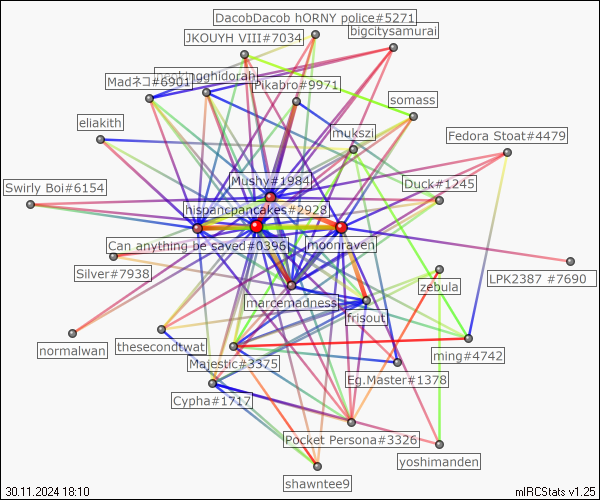 DacobDacob hORNY police#5271
bigcitysamurai
JKOUYH VIII#7034
Madネコ#6901
Pikabro#9971
somass
eliakith
mukszi
Fedora Stoat#4479
Mushy#1984
Duck#1245
Swirly Boi#6154
hispancpancakes#2928
Can anything be saved#0396
moonraven
Silver#7938
LPK2387 #7690
zebula
marcemadness
frisout
normalwan
thesecondtwat
ming#4742
Majestic#3375
Eg.Master#1378
Cypha#1717
Pocket Persona#3326
yoshimanden
shawntee9
30.11.2024 18:10
mIRCStats v1.25